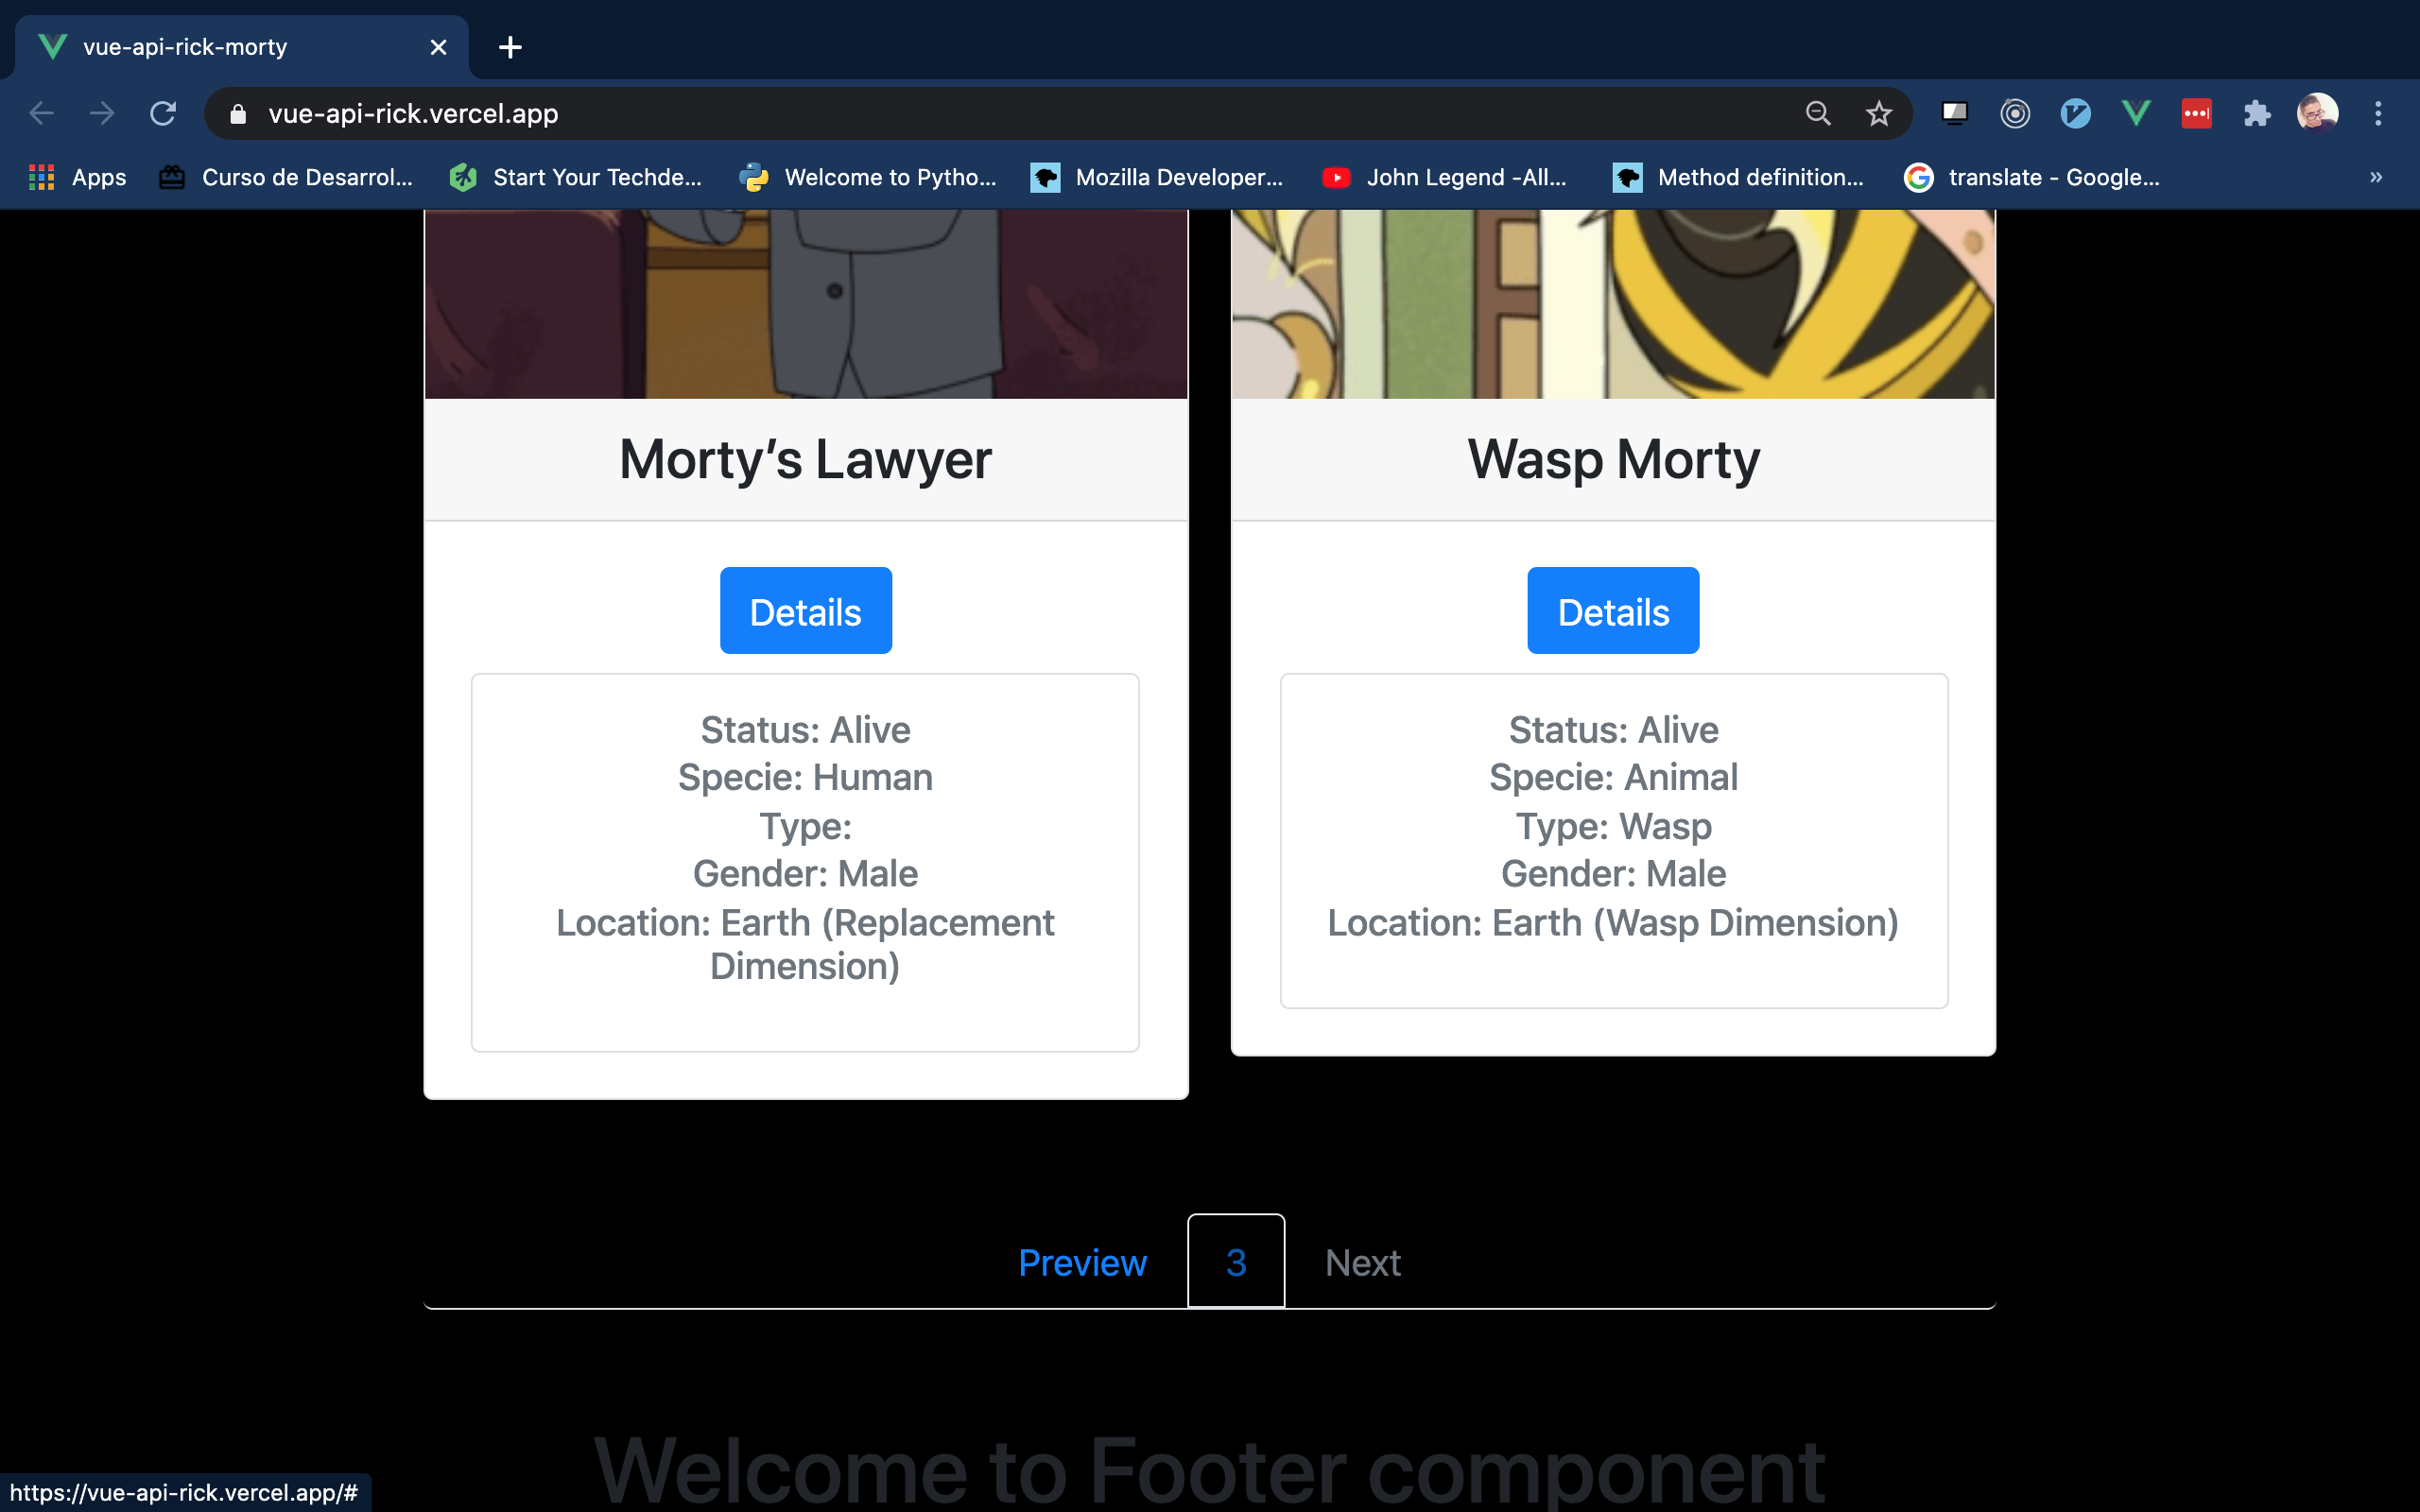 vue-api-rick-morty
vue-api-rick.vercel.app
Apps
Curso de Desarrol...
Start Your Techde...
Welcome to Pytho...
Mozilla Developer...
John Legend -All...
Method definition...
translate - Google...
»
Morty’s Lawyer
Details
Status: Alive
Specie: Human
Type:
Gender: Male
Location: Earth (Replacement
Dimension)
Wasp Morty
Details
Status: Alive
Specie: Animal
Type: Wasp
Gender: Male
Location: Earth (Wasp Dimension)
Preview 3 Next
Welcome to Footer component
https://vue-api-rick.vercel.app/#